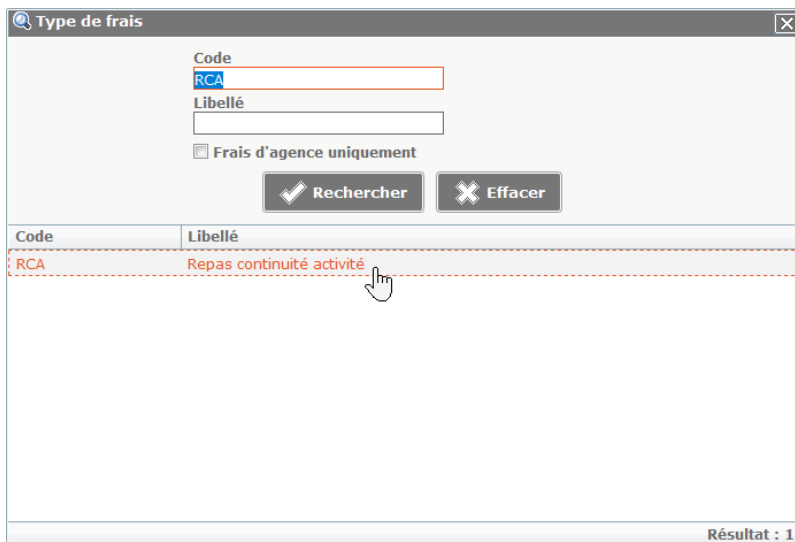 Type de frais
Code
RCA
Libellé
Frais d'agence uniquement
Rechercher Effacer
Code Libellé
RCA Repas continuité activité
Résultat : 1